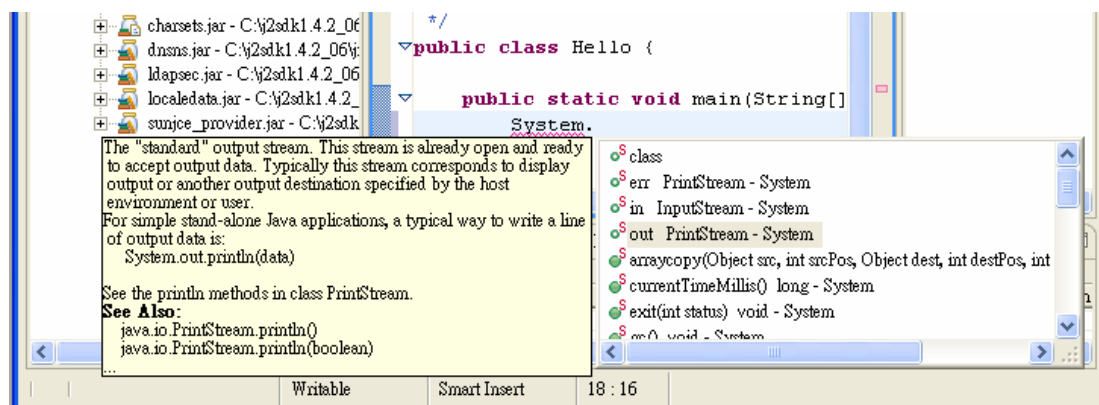 charsets.jar - C:\j2sdk1.4.2_06
dnsns.jar - C:\j2sdk1.4.2_06\j
ldapsec.jar - C:\j2sdk1.4.2_06
localedata.jar - C:\j2sdk1.4.2_
sunjce_provider.jar - C:\j2sdk
*/
public class Hello {
public static void main(String[]
System.
The "standard" output stream. This stream is already open and ready
to accept output data. Typically this stream corresponds to display
output or another output destination specified by the host
environment or user.
For simple stand-alone Java applications, a typical way to write a line
of output data is:
System.out.println(data)
See the println methods in class PrintStream.
See Also:
java.io.PrintStream.println()
java.io.PrintStream.println(boolean)
...
class
err PrintStream - System
in InputStream - System
out PrintStream - System
arraycopy(Object src, int srcPos, Object dest, int destPos, int
currentTimeMillis() long - System
exit(int status) void - System
gc() void - System
Writable
Smart Insert
18 : 16